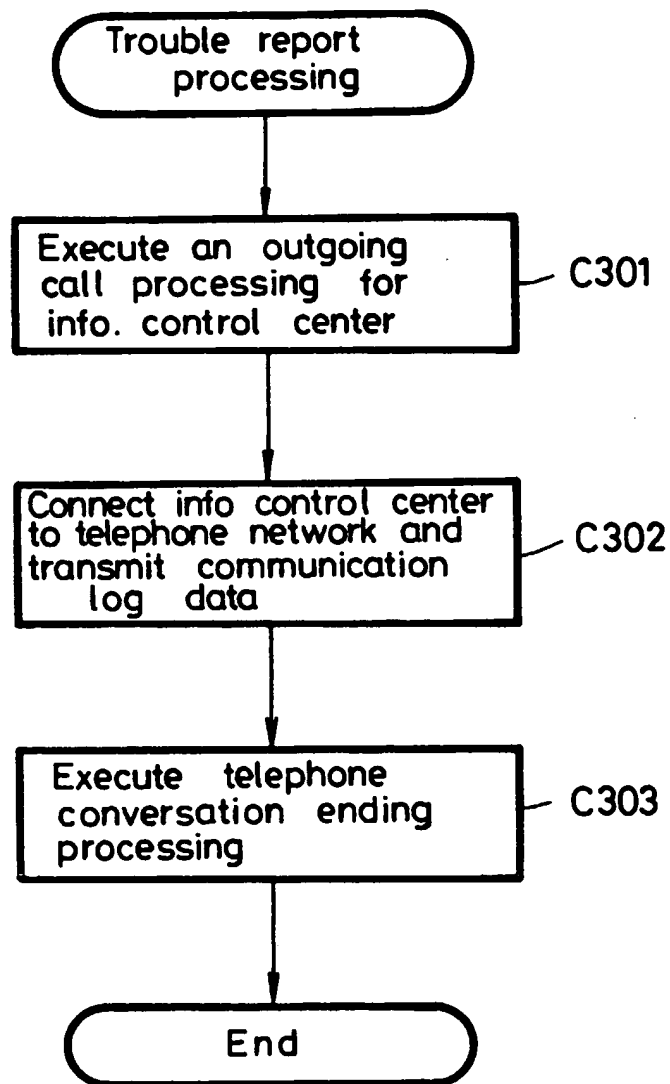 Trouble report
processing
Execute an outgoing
call processing for
info. control center
C301
Connect info control center
to telephone network and
transmit communication
log data
C302
Execute telephone
conversation ending
processing
C303
End